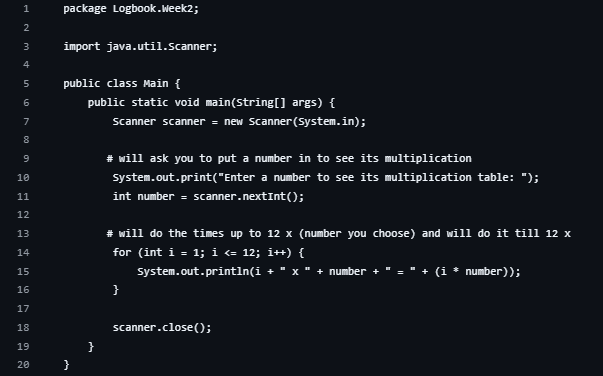 1 package Logbook.Week2;
2
3 import java.util.Scanner;
4
5 public class Main {
6     public static void main(String[] args) {
7         Scanner scanner = new Scanner(System.in);
8
9        # will ask you to put a number in to see its multiplication
10         System.out.print("Enter a number to see its multiplication table: ");
11         int number = scanner.nextInt();
12
13        # will do the times up to 12 x (number you choose) and will do it till 12 x
14         for (int i = 1; i <= 12; i++) {
15             System.out.println(i + " x " + number + " = " + (i * number));
16         }
17
18         scanner.close();
19     }
20 }